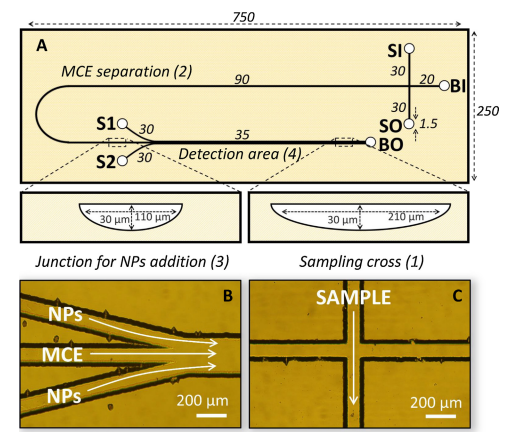 750
A
SI
MCE separation (2)
30
90
20
BI
250
S1
30
30
SO
1.5
35
BO
S2
30
Detection area (4)
30 µm
110 µm
30 µm
210 µm
Junction for NPs addition (3)
Sampling cross (1)
B
NPs
MCE
NPs
200 µm
SAMPLE
C
200 µm